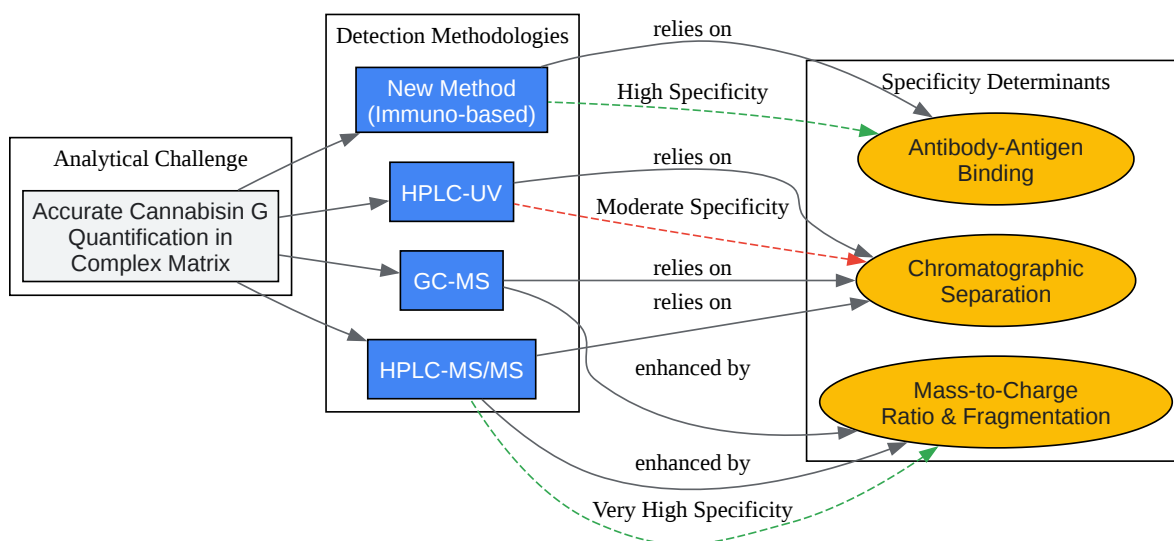 Analytical Challenge
Accurate Cannabisin G
Quantification in
Complex Matrix
Detection Methodologies
New Method
(Immuno-based)
HPLC-UV
GC-MS
HPLC-MS/MS
relies on
High Specificity
relies on
Moderate Specificity
relies on
relies on
enhanced by
enhanced by
Very High Specificity
Specificity Determinants
Antibody-Antigen
Binding
Chromatographic
Separation
Mass-to-Charge
Ratio & Fragmentation